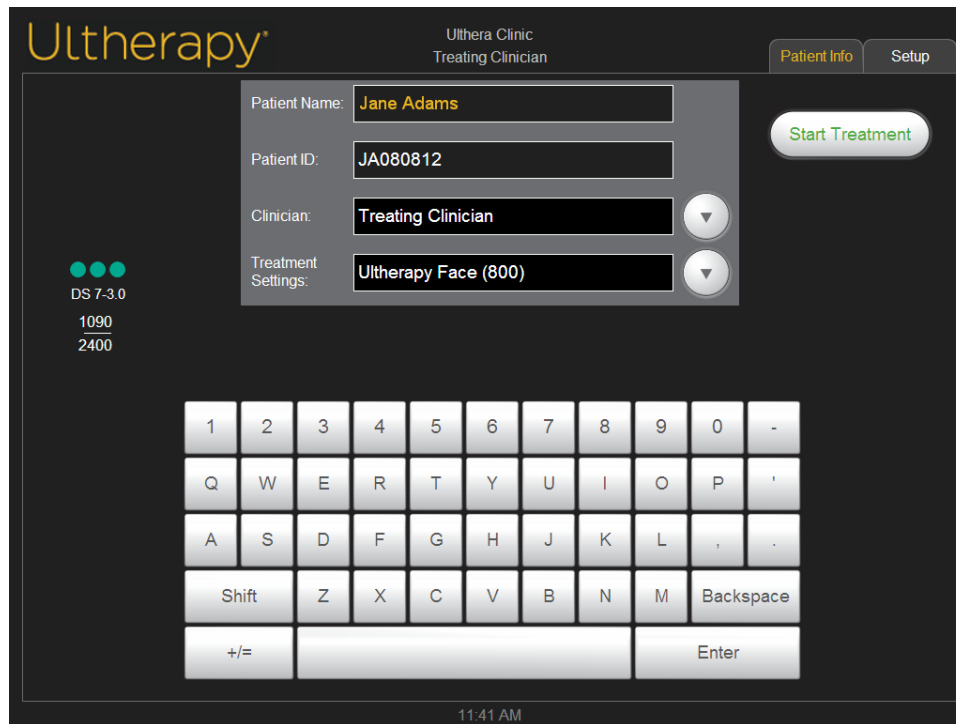 Ultherapy
Ulthera Clinic
Treating Clinician
Patient Info
Setup
Patient Name: Jane Adams
Start Treatment
Patient ID: JA080812
Clinician: Treating Clinician
Treatment
Settings: Ultherapy Face (800)
DS 7-3.0
1090
2400
1 2 3 4 5 6 7 8 9 0 -
Q W E R T Y U I O P '
A S D F G H J K L , .
Shift Z X C V B N M Backspace
+/= Enter
11:41 AM